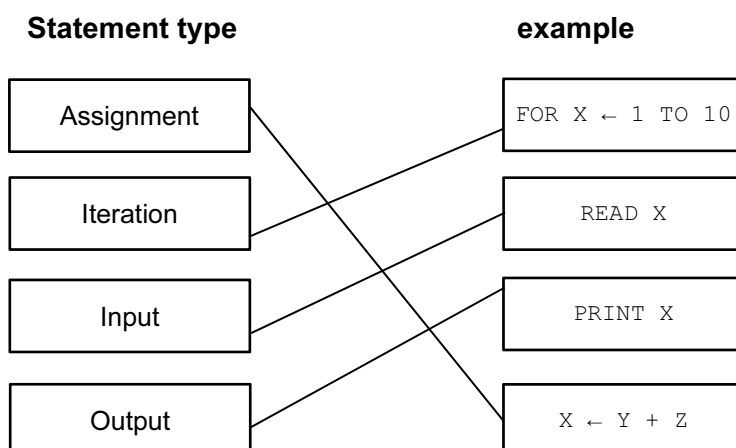 Statement type
example
Assignment
FOR X ← 1 TO 10
Iteration
READ X
Input
PRINT X
Output
X ← Y + Z